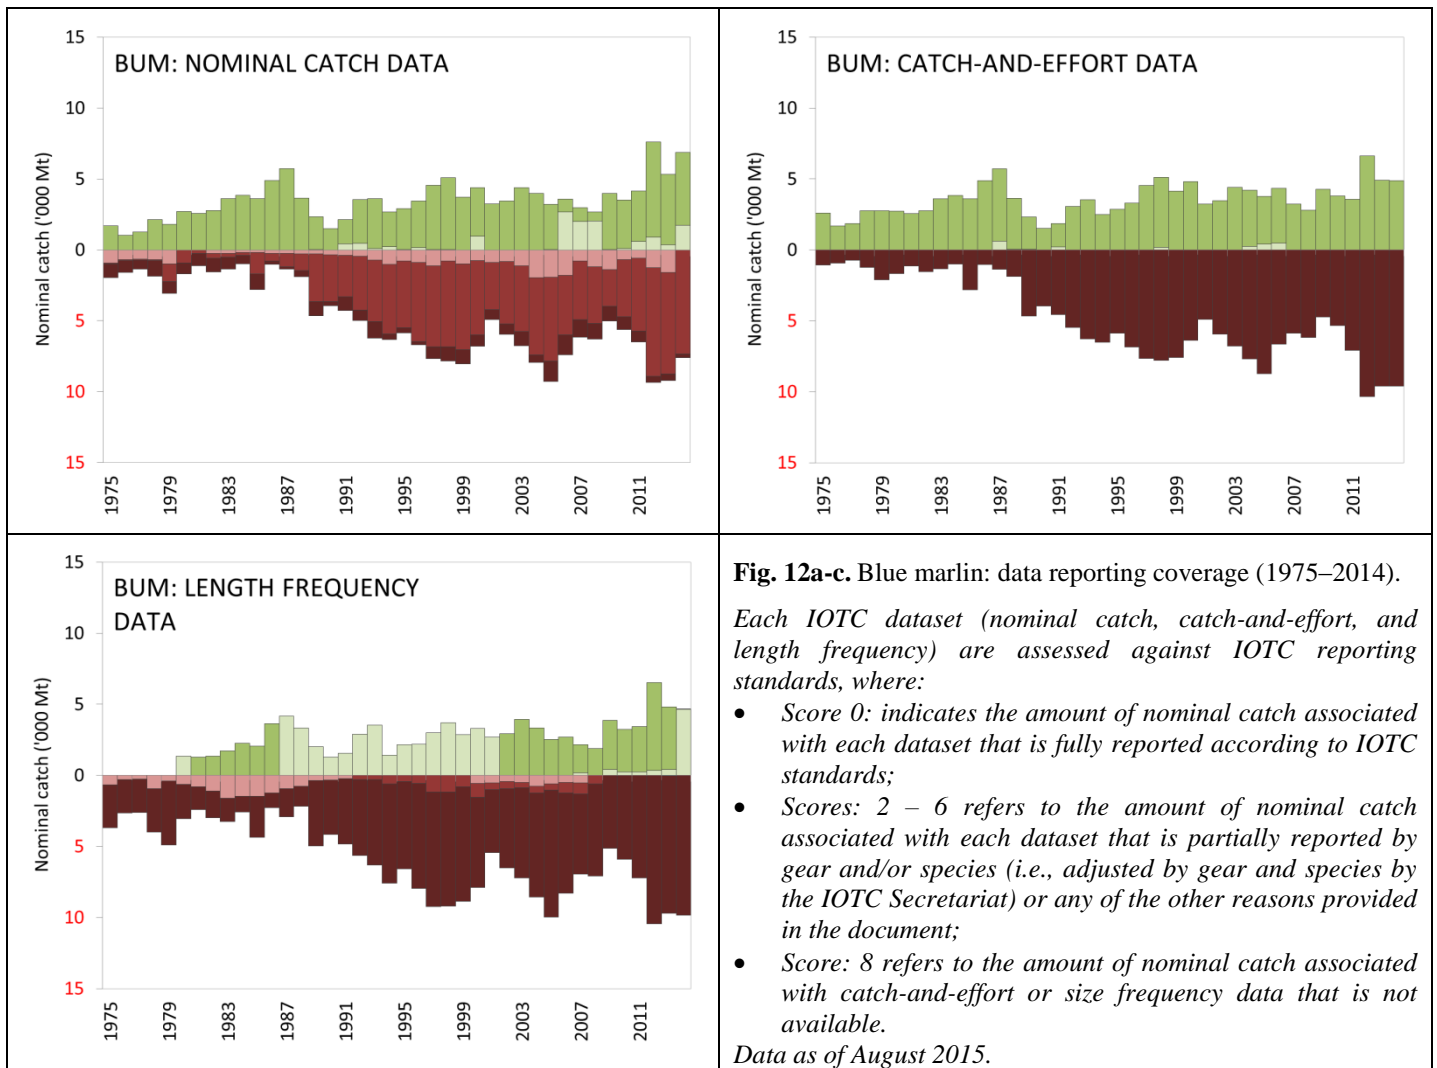 BUM: NOMINAL CATCH DATA
Nominal catch ('000 Mt)
15
10
5
0
5
10
15
1975
1979
1983
1987
1991
1995
1999
2003
2007
2011
BUM: CATCH-AND-EFFORT DATA
15
10
5
0
5
10
15
1975
1979
1983
1987
1991
1995
1999
2003
2007
2011
BUM: LENGTH FREQUENCY
DATA
Nominal catch ('000 Mt)
15
10
5
0
5
10
15
1975
1979
1983
1987
1991
1995
1999
2003
2007
2011
Fig. 12a-c. Blue marlin: data reporting coverage (1975–2014).
Each IOTC dataset (nominal catch, catch-and-effort, and
length frequency) are assessed against IOTC reporting
standards, where:
• Score 0: indicates the amount of nominal catch associated
with each dataset that is fully reported according to IOTC
standards;
• Scores: 2 – 6 refers to the amount of nominal catch
associated with each dataset that is partially reported by
gear and/or species (i.e., adjusted by gear and species by
the IOTC Secretariat) or any of the other reasons provided
in the document;
• Score: 8 refers to the amount of nominal catch associated
with catch-and-effort or size frequency data that is not
available.
Data as of August 2015.